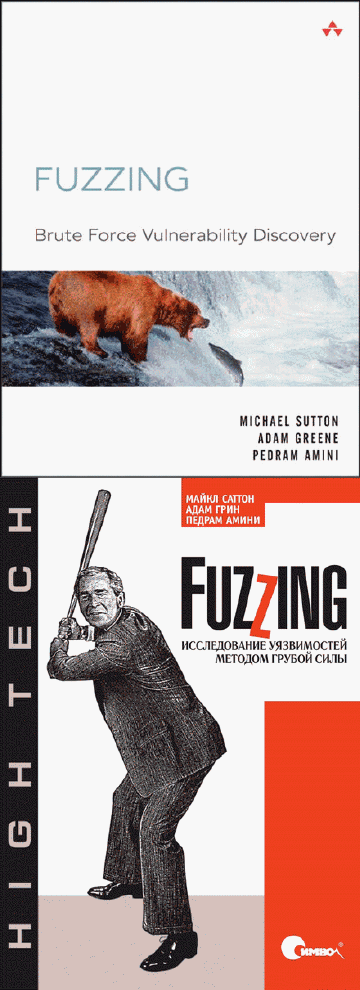 FUZZING
Brute Force Vulnerability Discovery
MICHAEL SUTTON
ADAM GREENE
PEDRAM AMINI
HIGH TECH
МАЙКЛ САТТОН
АДАМ ГРИН
ПЕДРАМ АМИНИ
FUZZING
ИССЛЕДОВАНИЕ УЯЗВИМОСТЕЙ
МЕТОДОМ ГРУБОЙ СИЛЫ
СИМВОЛ